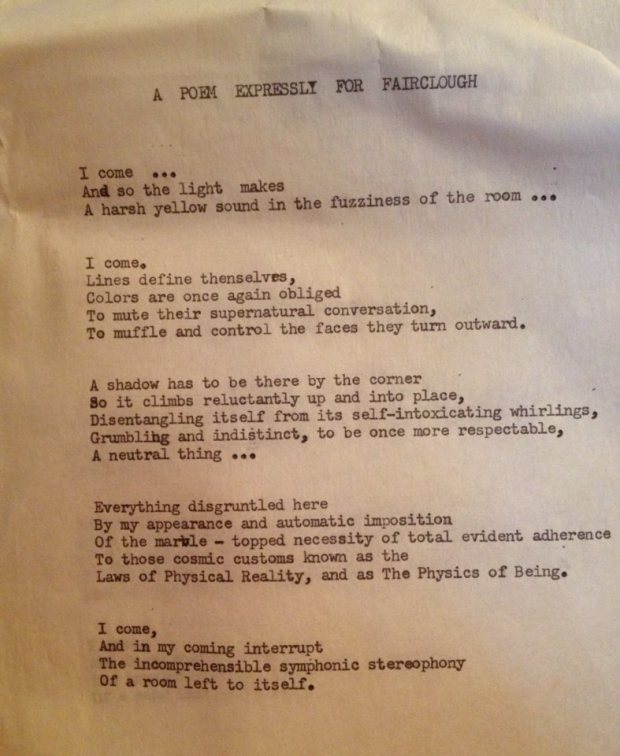 A POEM EXPRESSLY FOR FAIRCLOUGH
I come ...
And so the light makes
A harsh yellow sound in the fuzziness of the room ...
I come.
Lines define thenselves,
Colors are once again obliged
To mute their supernatural conversation,
To muffle and control the faces they turn outward.
A shadow has to be there by the corner
So it climbs reluctantly up and into place,
Disentangling itself from its self-intoxicating whirlings,
Grumbling and indistinct, to be once more respectable,
A neutral thing ...
Everything disgruntled here
By my appearance and automatic imposition
Of the marble - topped necessity of total evident adherence
To those cosmic customs known as the
Laws of Physical Reality, and as The Physics of Being.
I come,
And in my coming interrupt
The incomprehensible symphonic stereophony
Of a room left to itself.